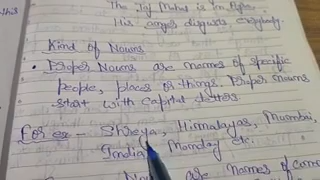 The Taj Mahal is in Agra.
His anger disgusts everybody.
Kind of Nouns
• Proper Nouns are names of specific
people, places or things. Proper nouns
start with capital letters.
For ex - Shreya, Himalayas, Mumbai,
India, Monday etc.
Nouns are names of